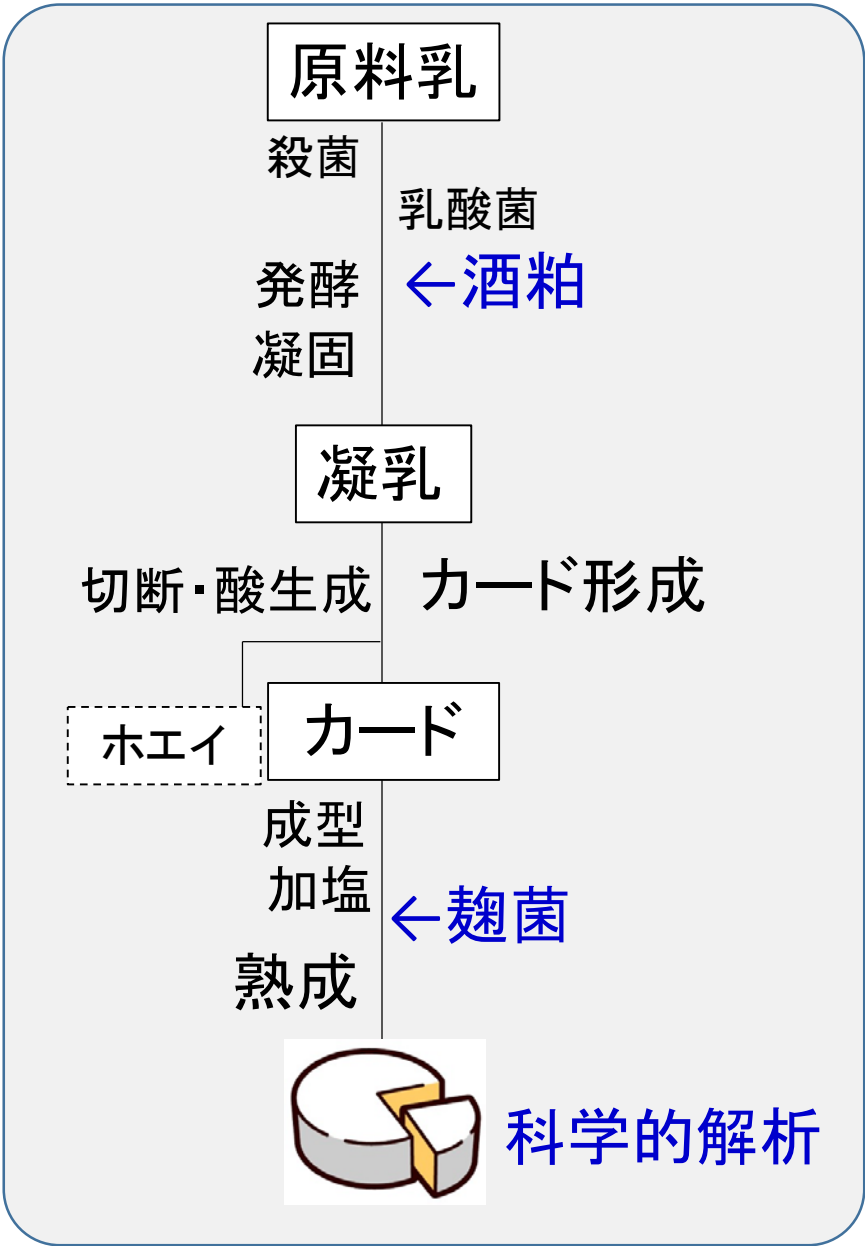 原料乳
殺菌
乳酸菌
発酵
←酒粕
凝固
凝乳
切断・酸生成
カード形成
ホエイ
カード
成型
加塩
←麹菌
熟成
科学的解析